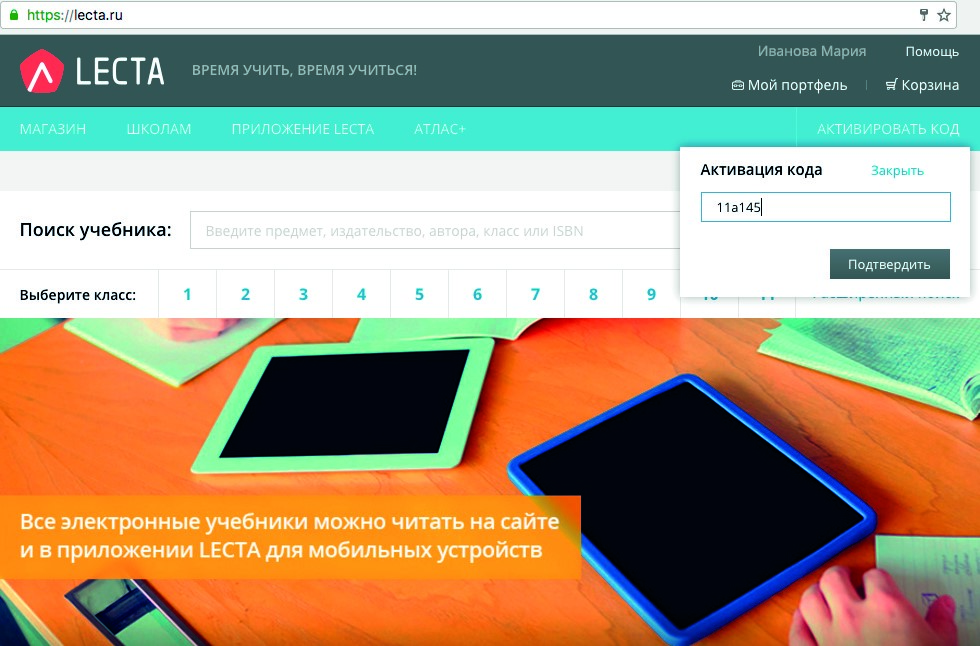 https://lecta.ru
Иванова Мария
Помощь
LECTA
ВРЕМЯ УЧИТЬ, ВРЕМЯ УЧИТЬСЯ!
Мой портфель
Корзина
МАГАЗИН
ШКОЛАМ
ПРИЛОЖЕНИЕ LECTA
АТЛАС+
АКТИВИРОВАТЬ КОД
Активация кода
Закрыть
11a145
Подтвердить
Поиск учебника:
Введите предмет, издательство, автора, класс или ISBN
Выберите класс:
1 2 3 4 5 6 7 8 9
Все электронные учебники можно читать на сайте
и в приложении LECTA для мобильных устройств